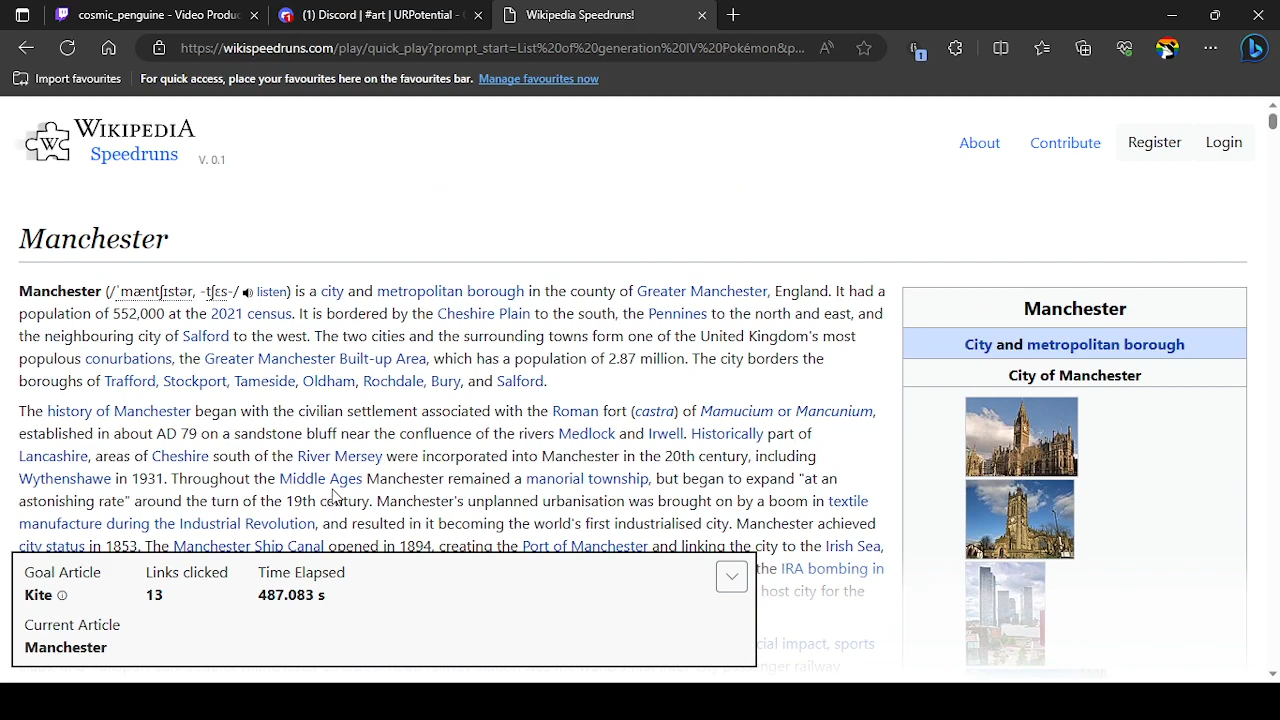 cosmic_penguine - Video Produc
(1) Discord | #art | URPotential -
Wikipedia Speedruns!
https://wikispeedruns.com/play/quick_play?prompt_start=List%20of%20generation%20IV%20Pokémon&p...
1
Import favourites
For quick access, place your favourites here on the favourites bar. Manage favourites now
WIKIPEDIA
Speedruns
V. 0.1
About
Contribute
Register
Login
Manchester
Manchester (/ˈmæntʃɪstər, -tʃɛs-/ listen) is a city and metropolitan borough in the county of Greater Manchester, England. It had a
population of 552,000 at the 2021 census. It is bordered by the Cheshire Plain to the south, the Pennines to the north and east, and
the neighbouring city of Salford to the west. The two cities and the surrounding towns form one of the United Kingdom's most
populous conurbations, the Greater Manchester Built-up Area, which has a population of 2.87 million. The city borders the
boroughs of Trafford, Stockport, Tameside, Oldham, Rochdale, Bury, and Salford.
The history of Manchester began with the civilian settlement associated with the Roman fort (castra) of Mamucium or Mancunium,
established in about AD 79 on a sandstone bluff near the confluence of the rivers Medlock and Irwell. Historically part of
Lancashire, areas of Cheshire south of the River Mersey were incorporated into Manchester in the 20th century, including
Wythenshawe in 1931. Throughout the Middle Ages Manchester remained a manorial township, but began to expand "at an
astonishing rate" around the turn of the 19th century. Manchester's unplanned urbanisation was brought on by a boom in textile
manufacture during the Industrial Revolution, and resulted in it becoming the world's first industrialised city. Manchester achieved
city status in 1853. The Manchester Ship Canal opened in 1894, creating the Port of Manchester and linking the city to the Irish Sea,
the IRA bombing in
host city for the
cial impact, sports
Manchester
City and metropolitan borough
City of Manchester
Goal Article
Kite
Links clicked
13
Time Elapsed
487.083 s
Current Article
Manchester